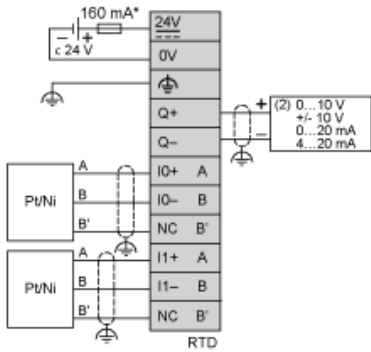 160 mA*
24V
− +
c 24 V
0V
Q+
+
(2) 0...10 V
+/- 10 V
0...20 mA
4...20 mA
Q–
−
A
I0+ A
Pt/Ni
B
I0– B
B'
NC B'
A
I1+ A
Pt/Ni
B
I1– B
B'
NC B'
RTD